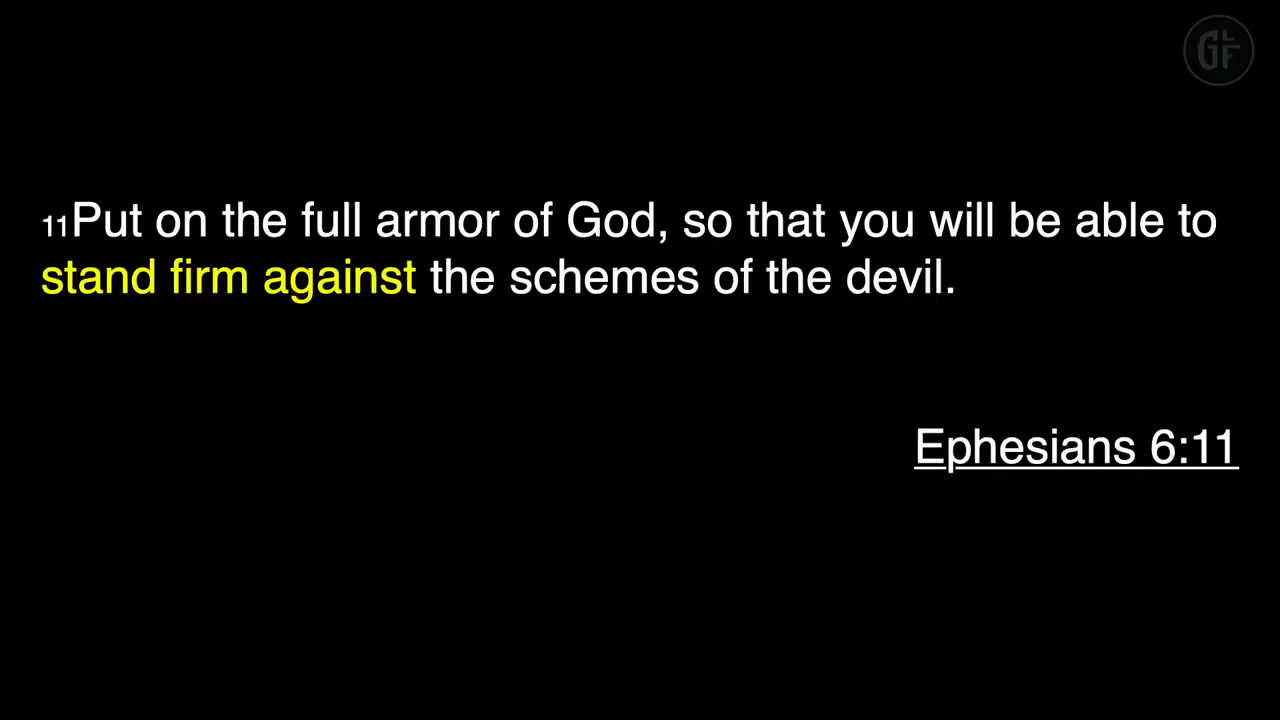 11Put on the full armor of God, so that you will be able to
stand firm against the schemes of the devil.
Ephesians 6:11